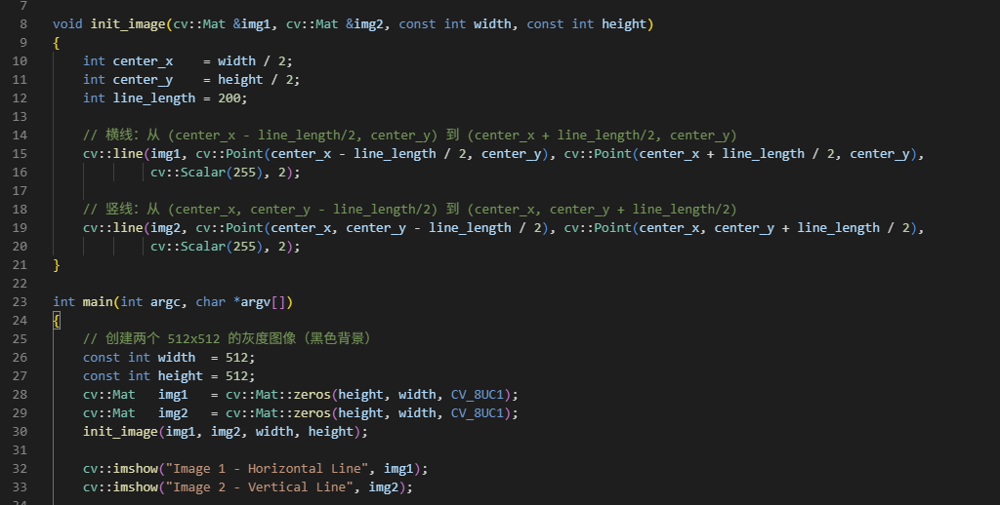 7
8 void init_image(cv::Mat &img1, cv::Mat &img2, const int width, const int height)
9 {
10     int center_x    = width / 2;
11     int center_y    = height / 2;
12     int line_length = 200;
13
14     // 横线：从 (center_x - line_length/2, center_y) 到 (center_x + line_length/2, center_y)
15     cv::line(img1, cv::Point(center_x - line_length / 2, center_y), cv::Point(center_x + line_length / 2, center_y),
16              cv::Scalar(255), 2);
17
18     // 竖线：从 (center_x, center_y - line_length/2) 到 (center_x, center_y + line_length/2)
19     cv::line(img2, cv::Point(center_x, center_y - line_length / 2), cv::Point(center_x, center_y + line_length / 2),
20              cv::Scalar(255), 2);
21 }
22
23 int main(int argc, char *argv[])
24 {
25     // 创建两个 512x512 的灰度图像（黑色背景）
26     const int width  = 512;
27     const int height = 512;
28     cv::Mat   img1   = cv::Mat::zeros(height, width, CV_8UC1);
29     cv::Mat   img2   = cv::Mat::zeros(height, width, CV_8UC1);
30     init_image(img1, img2, width, height);
31
32     cv::imshow("Image 1 - Horizontal Line", img1);
33     cv::imshow("Image 2 - Vertical Line", img2);